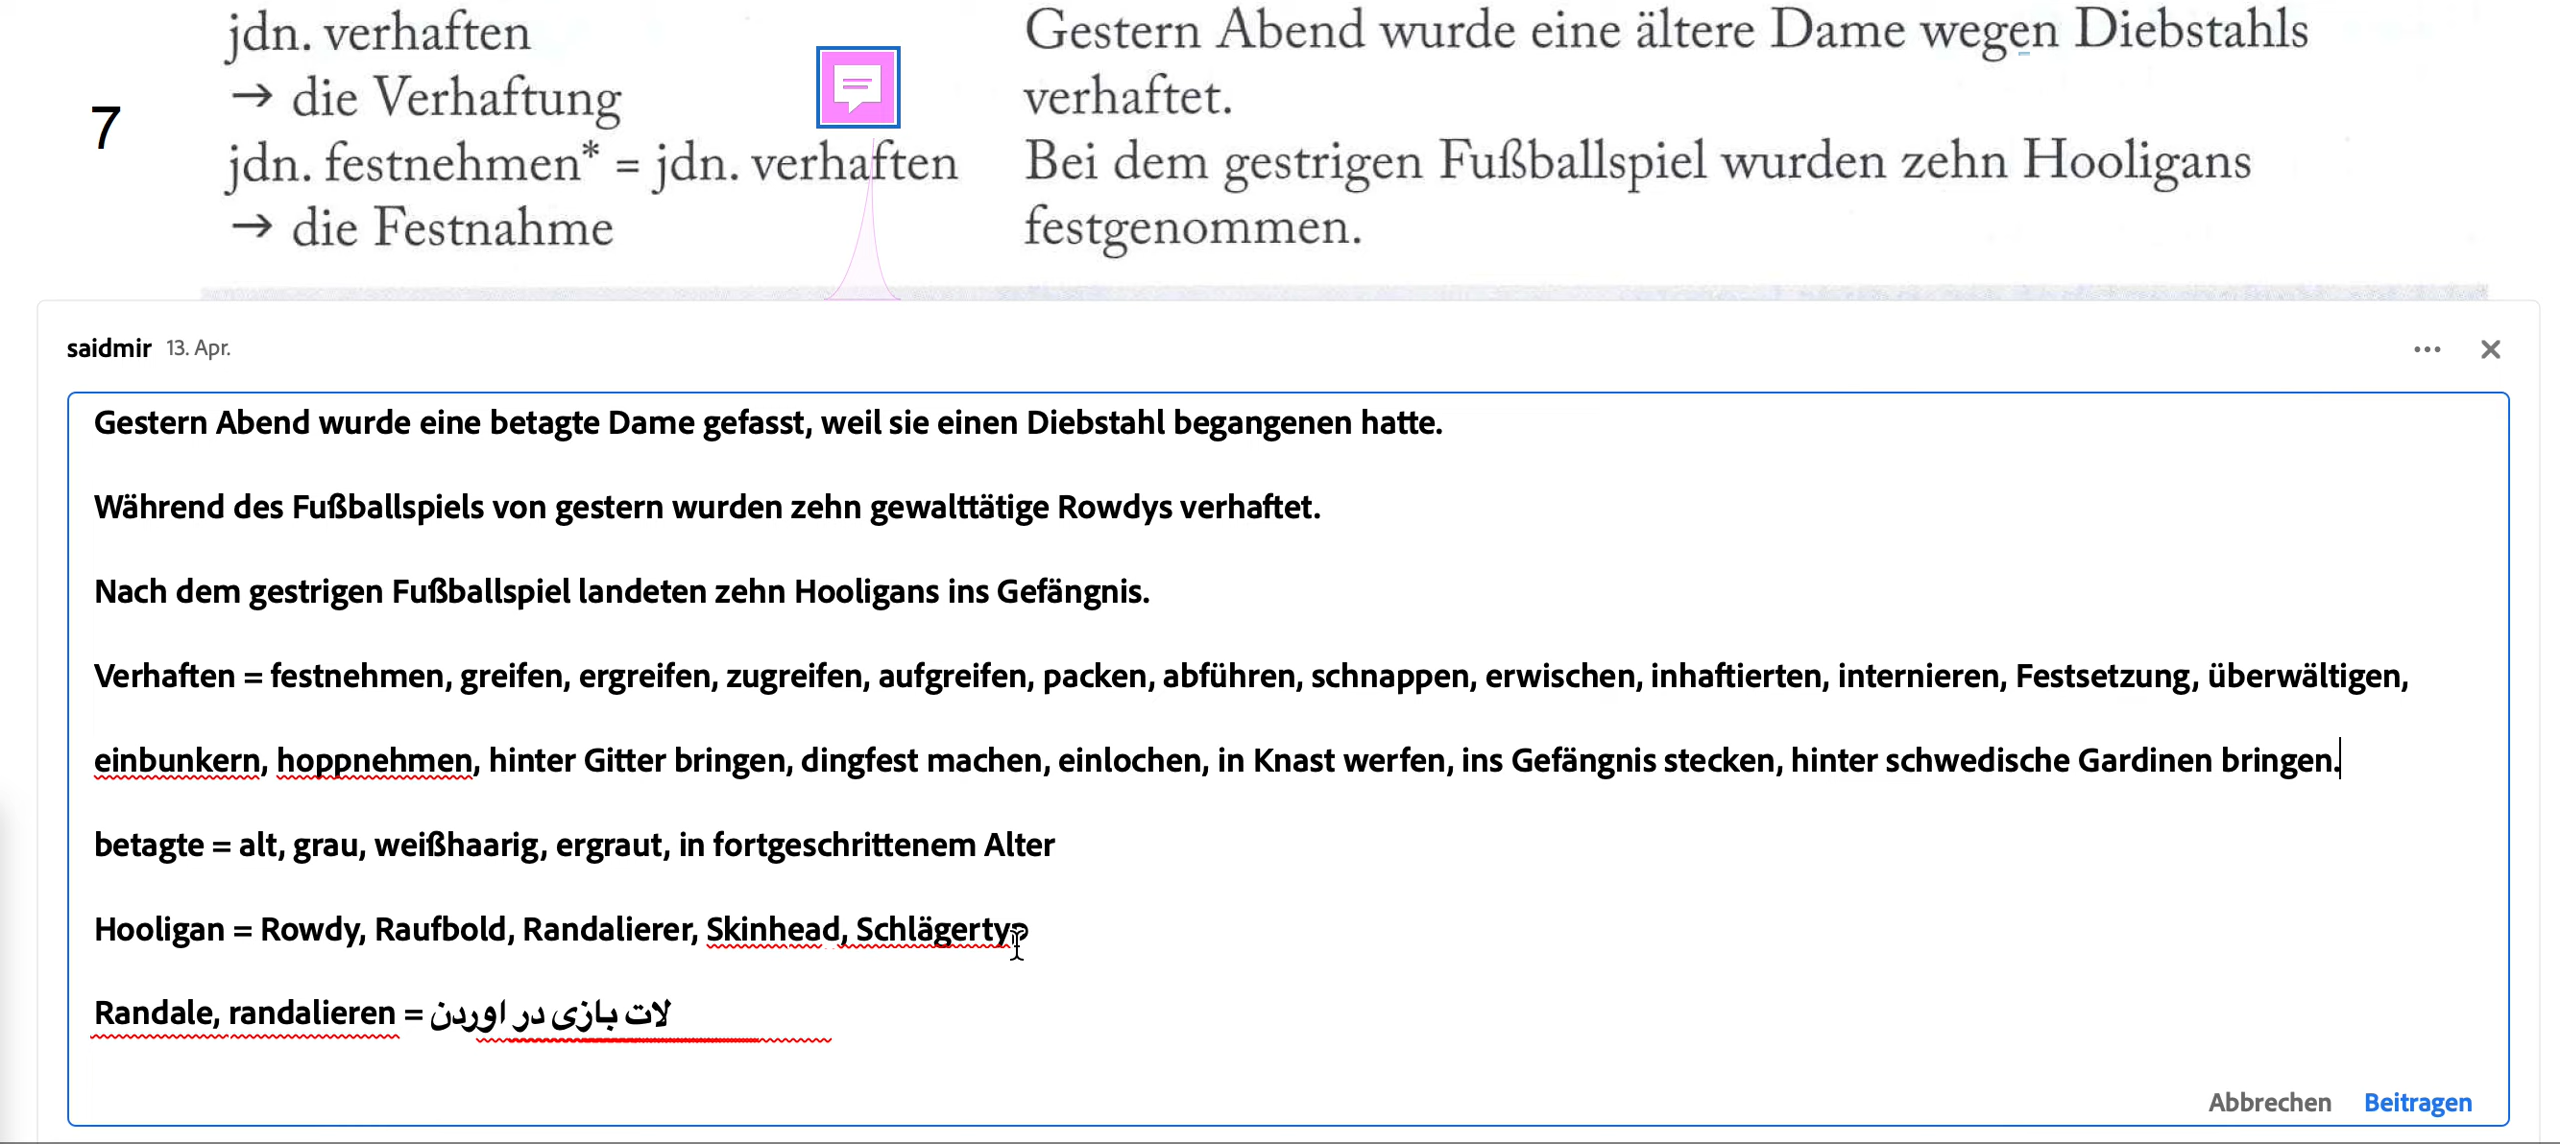 jdn. verhaften
→ die Verhaftung
7
jdn. festnehmen* = jdn. verhaften
→ die Festnahme
Gestern Abend wurde eine ältere Dame wegen Diebstahls
verhaftet.
Bei dem gestrigen Fußballspiel wurden zehn Hooligans
festgenommen.
saidmir 13. Apr.
Gestern Abend wurde eine betagte Dame gefasst, weil sie einen Diebstahl begangenen hatte.
Während des Fußballspiels von gestern wurden zehn gewalttätige Rowdys verhaftet.
Nach dem gestrigen Fußballspiel landeten zehn Hooligans ins Gefängnis.
Verhaften = festnehmen, greifen, ergreifen, zugreifen, aufgreifen, packen, abführen, schnappen, erwischen, inhaftierten, internieren, Festsetzung, überwältigen,
einbunkern, hoppnehmen, hinter Gitter bringen, dingfest machen, einlochen, in Knast werfen, ins Gefängnis stecken, hinter schwedische Gardinen bringen.
betagte = alt, grau, weißhaarig, ergraut, in fortgeschrittenem Alter
Hooligan = Rowdy, Raufbold, Randalierer, Skinhead, Schlägertyp
Randale, randalieren = لات بازی در اوردن
Abbrechen Beitragen